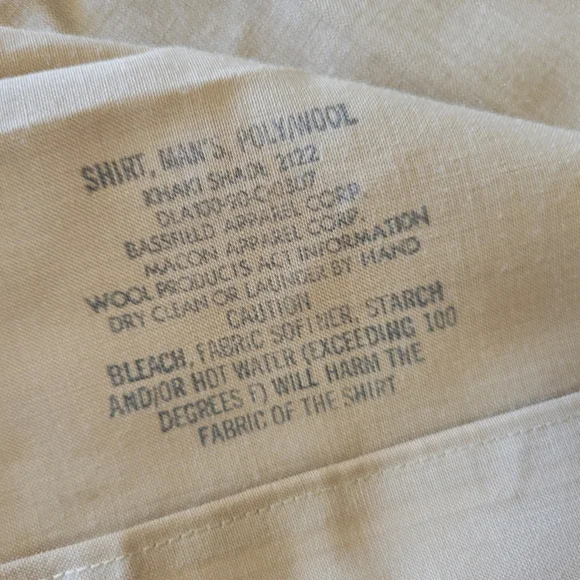 SHIRT, MAN'S, POLY/WOOL
KHAKI SHADE 2122
DLA100-90-C-0307
BASSFIELD APPAREL CORP.
MACON APPAREL CORP.
WOOL PRODUCTS ACT INFORMATION
DRY CLEAN OR LAUNDER BY HAND
CAUTION
BLEACH, FABRIC SOFTNER, STARCH
AND/OR HOT WATER (EXCEEDING 100
DEGREES F) WILL HARM THE
FABRIC OF THE SHIRT